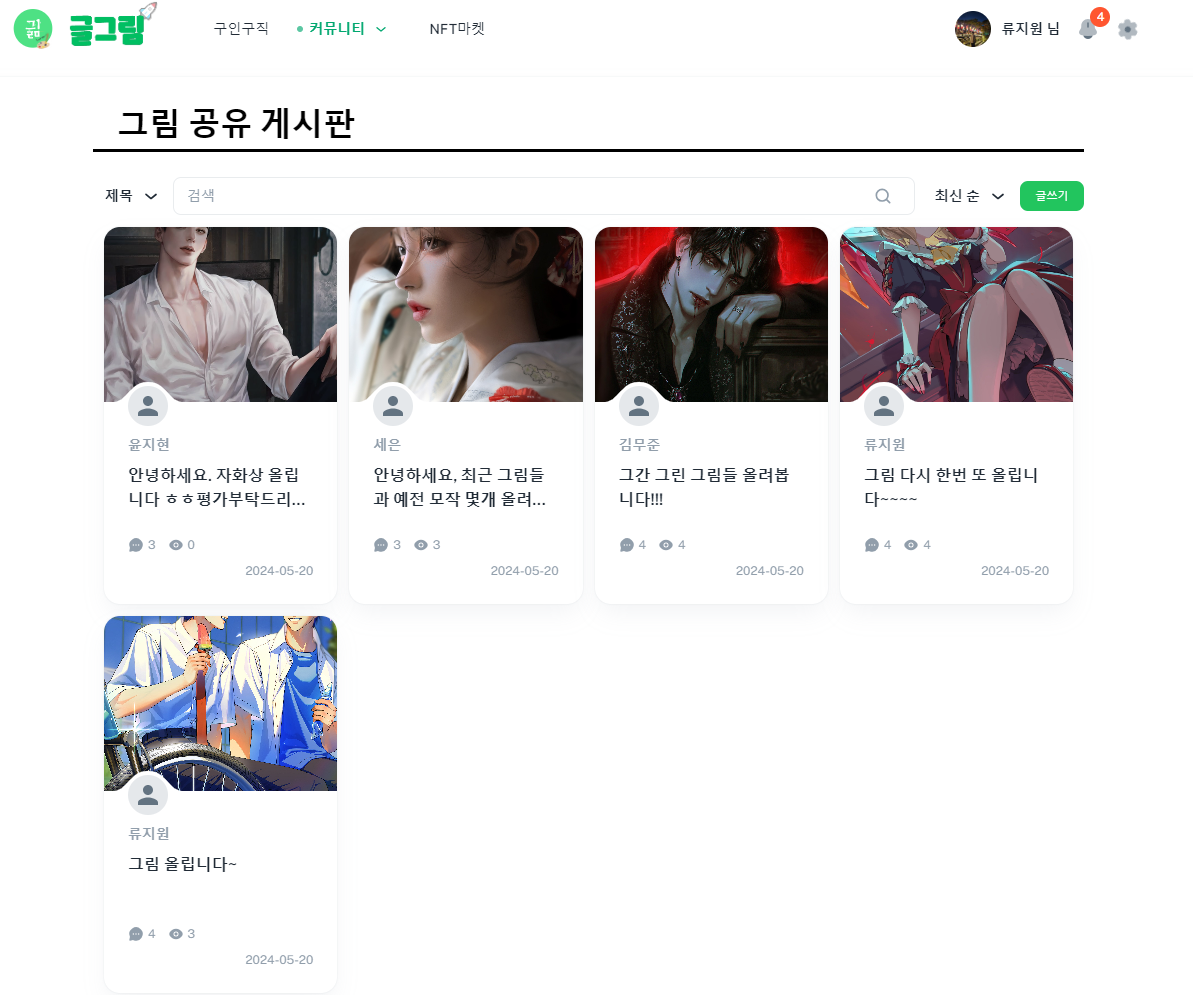 그림
글그림
구인구직
커뮤니티
NFT마켓
류지원 님
4
그림 공유 게시판
제목
검색
최신 순
글쓰기
윤지현
안녕하세요. 자화상 올립
니다 ㅎㅎ평가부탁드리...
3 0
2024-05-20
세은
안녕하세요, 최근 그림들
과 예전 모작 몇개 올려...
3 3
2024-05-20
김무준
그간 그린 그림들 올려봅
니다!!!
4 4
2024-05-20
류지원
그림 다시 한번 또 올립니
다~~~~
4 4
2024-05-20
류지원
그림 올립니다~
4 3
2024-05-20